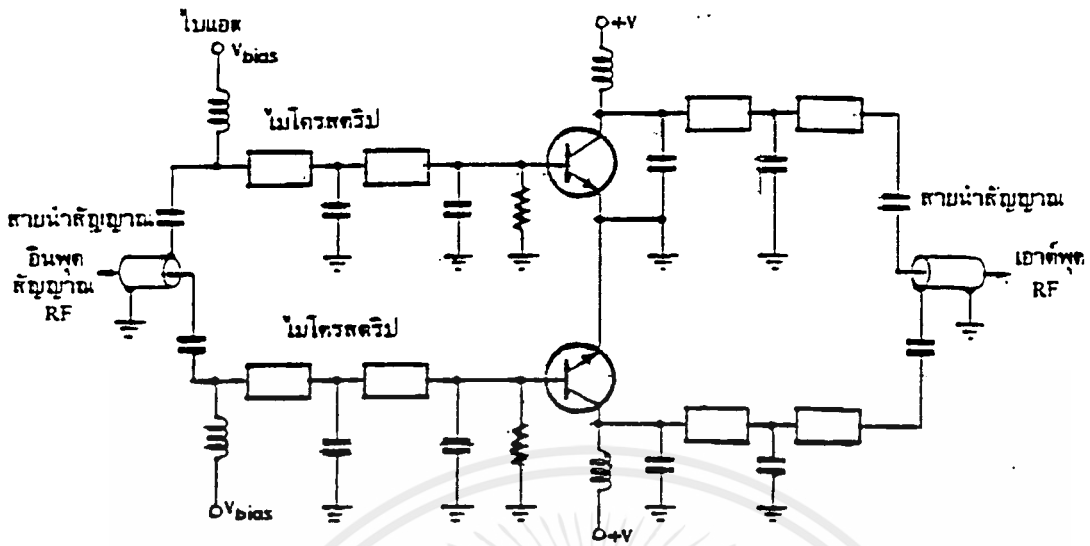 ไบแอส
Vbias
+V
ไมโครสตริป
สายนำสัญญาณ
อินพุต
สัญญาณ
RF
สายนำสัญญาณ
เอาต์พุต
RF
ไมโครสตริป
Vbias
+V